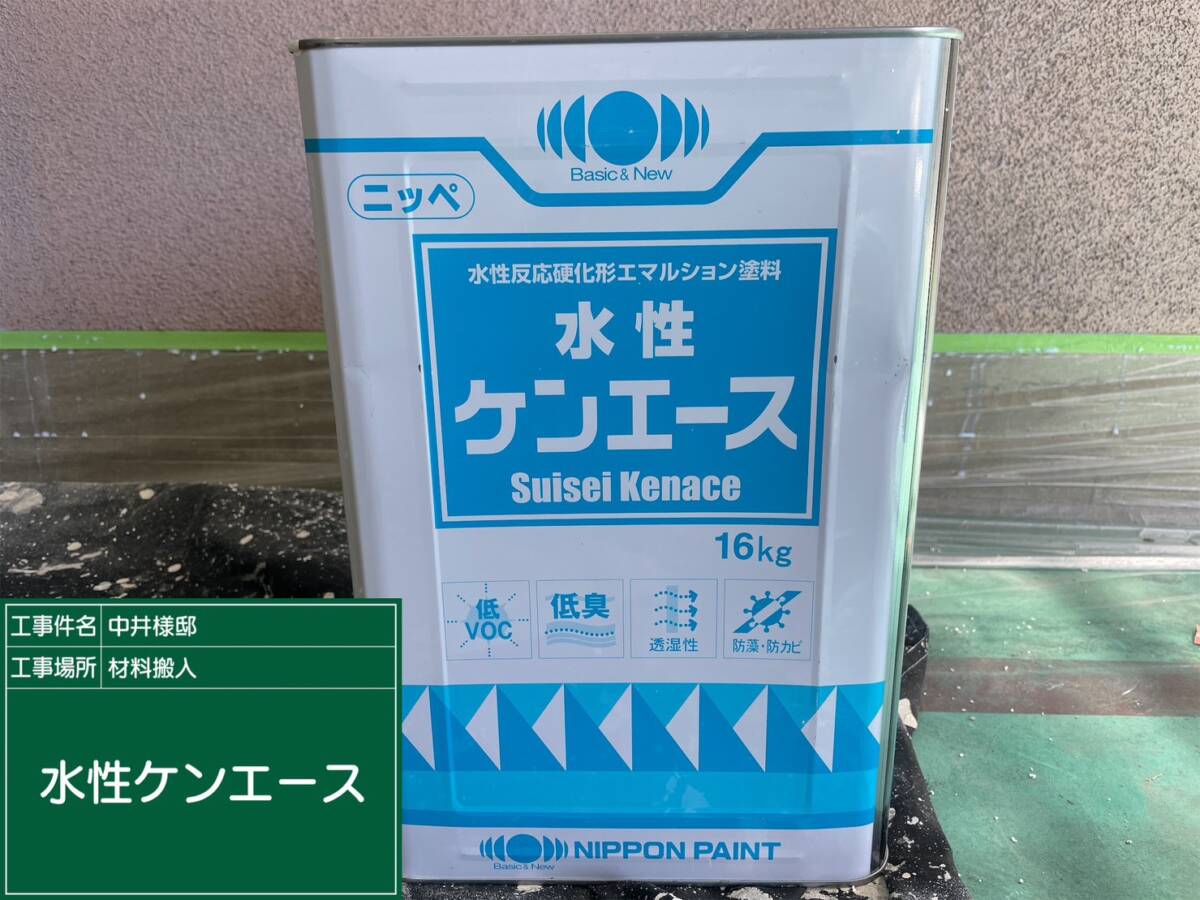 Basic & New
ニッペ
水性反応硬化形エマルション塗料
水性
ケンエース
Suisei Kenace
16kg
低VOC
低臭
透湿性
防藻・防カビ
NIPPON PAINT
Basic & New
工事件名 中井様邸
工事場所 材料搬入
水性ケンエース